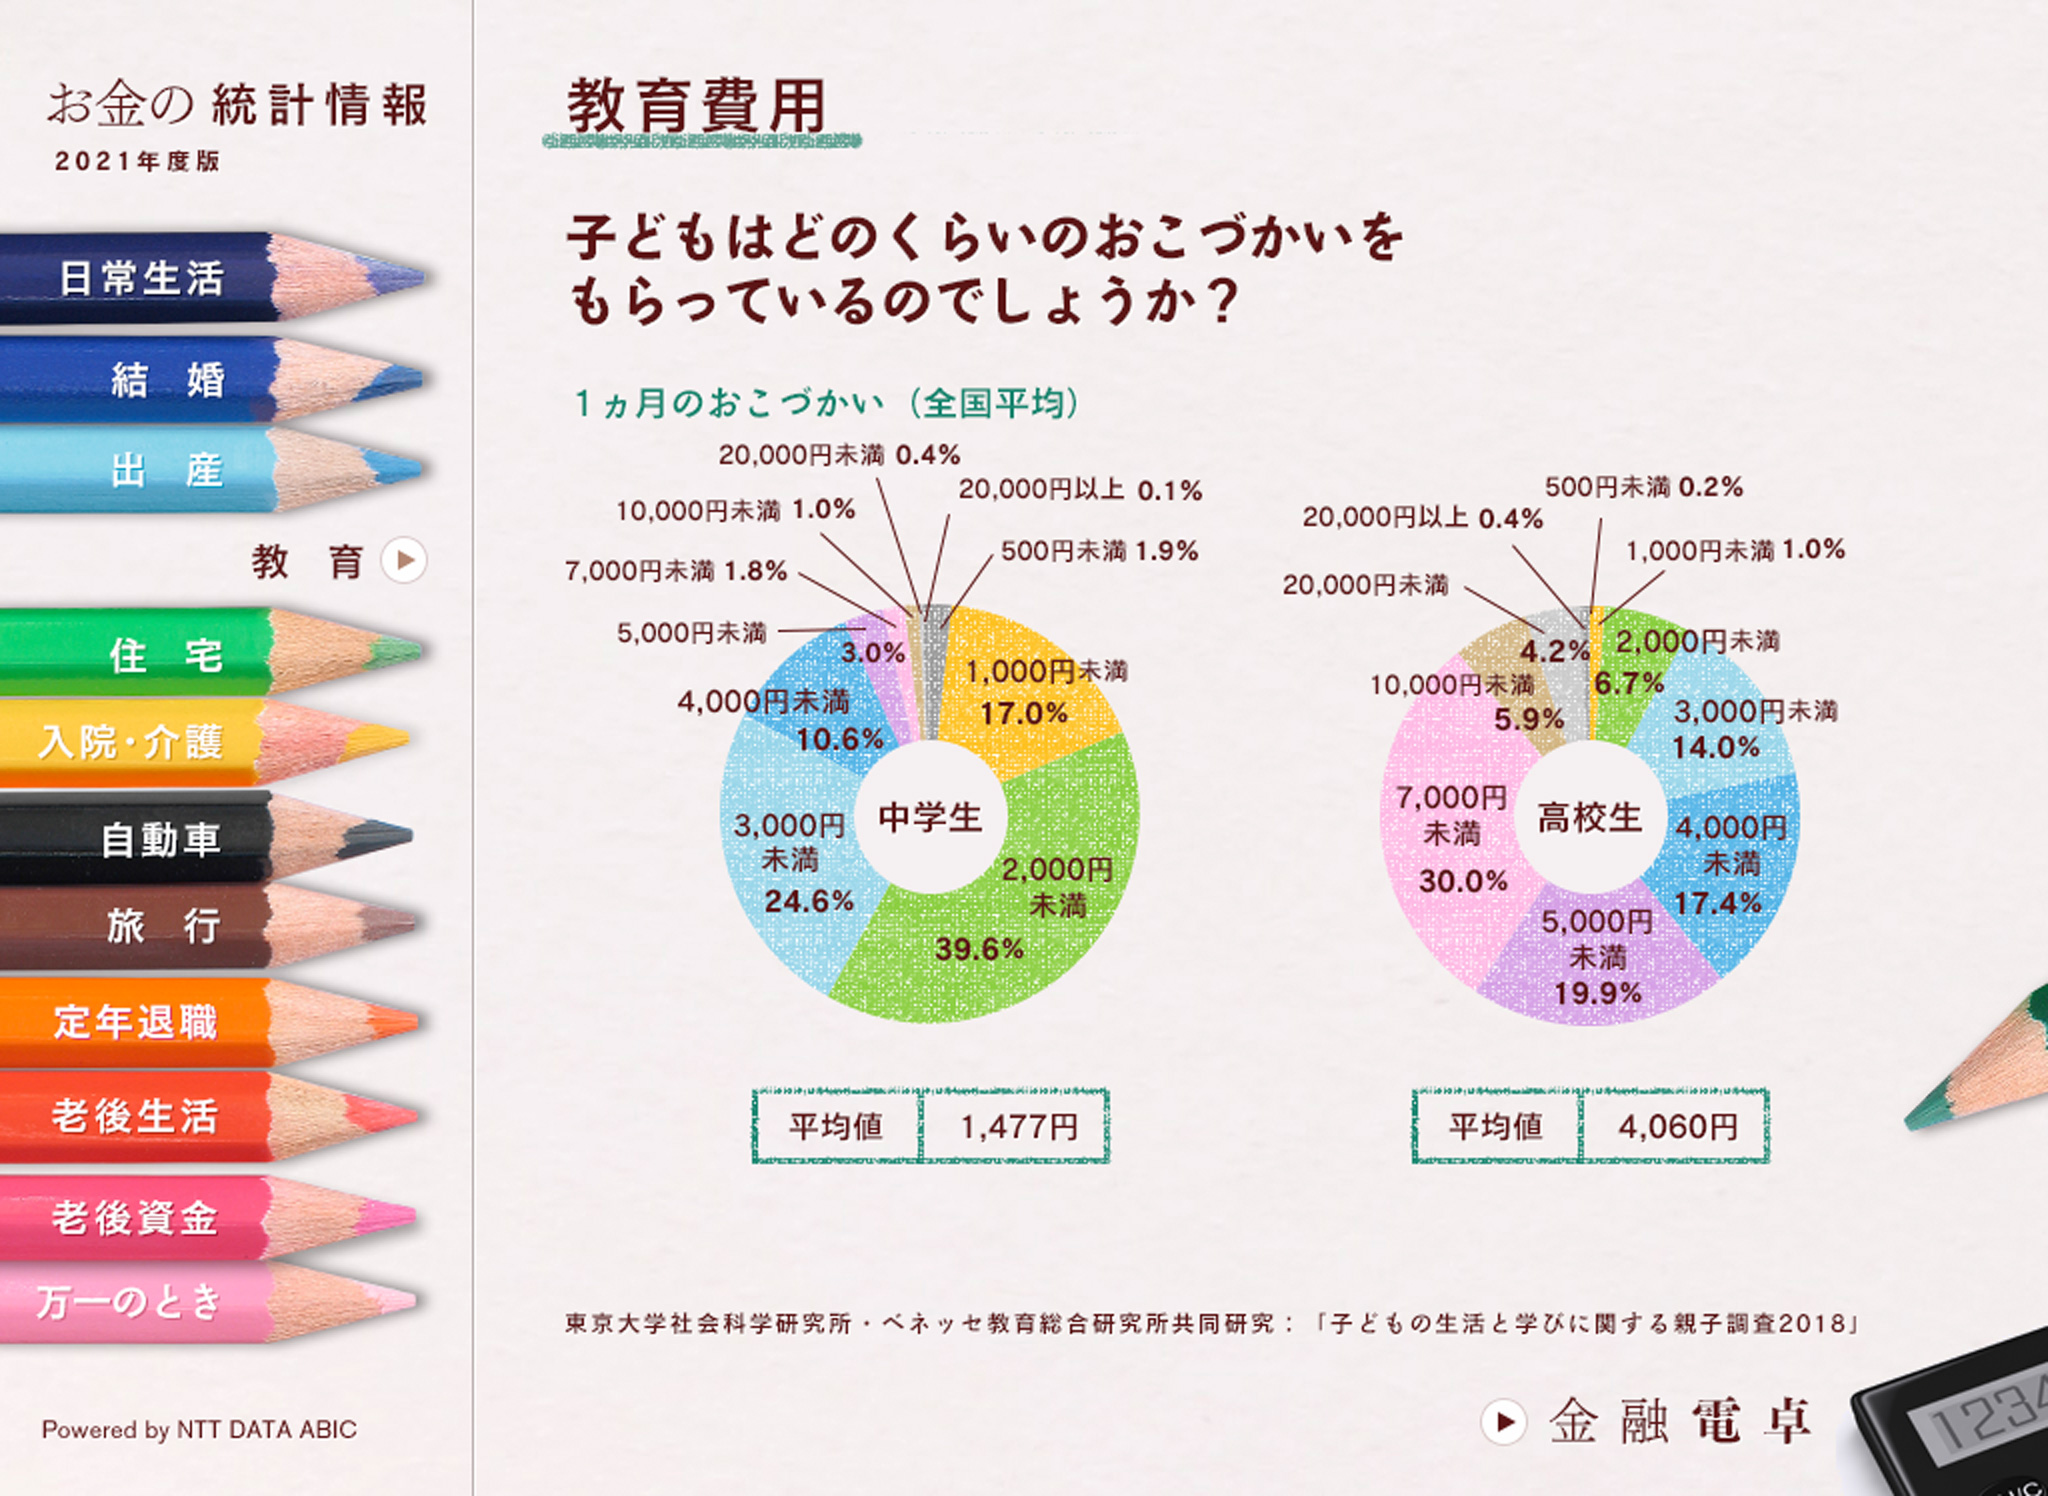 お金の統計情報
2021年度版
日常生活
結　婚
出　産
教　育
住　宅
入院・介護
自動車
旅　行
定年退職
老後生活
老後資金
万一のとき
Powered by NTT DATA ABIC
教育費用
子どもはどのくらいのおこづかいを
もらっているのでしょうか？
1ヵ月のおこづかい（全国平均）
20,000円未満 0.4%
20,000円以上 0.1%
10,000円未満 1.0%
500円未満 1.9%
7,000円未満 1.8%
5,000円未満
3.0%
1,000円未満
17.0%
4,000円未満
10.6%
3,000円
未満
24.6%
中学生
2,000円
未満
39.6%
平均値
1,477円
500円未満 0.2%
20,000円以上 0.4%
1,000円未満 1.0%
20,000円未満
4.2%
2,000円未満
6.7%
10,000円未満
5.9%
3,000円未満
14.0%
7,000円
未満
30.0%
高校生
4,000円
未満
17.4%
5,000円
未満
19.9%
平均値
4,060円
東京大学社会科学研究所・ベネッセ教育総合研究所共同研究：「子どもの生活と学びに関する親子調査2018」
金融電卓
1234